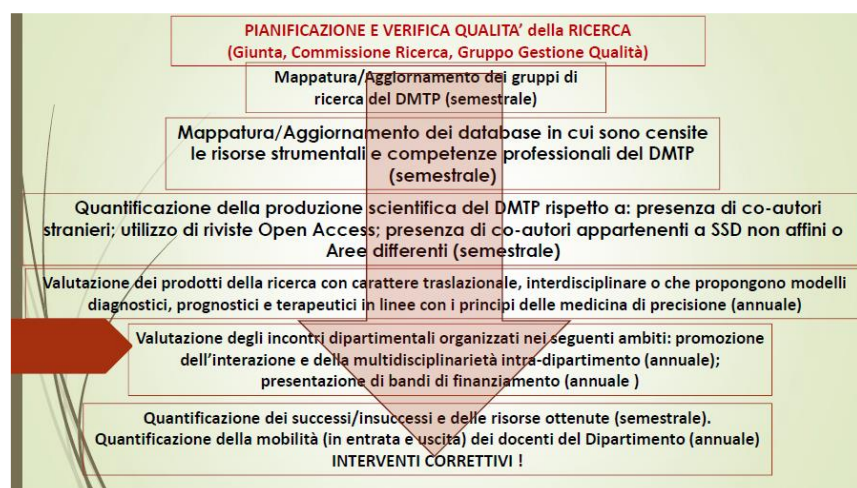 PIANIFICAZIONE E VERIFICA QUALITA’ della RICERCA
(Giunta, Commissione Ricerca, Gruppo Gestione Qualità)
Mappatura/Aggiornamento dei gruppi di
ricerca del DMTP (semestrale)
Mappatura/Aggiornamento dei database in cui sono censite
le risorse strumentali e competenze professionali del DMTP
(semestrale)
Quantificazione della produzione scientifica del DMTP rispetto a: presenza di co-autori
stranieri; utilizzo di riviste Open Access; presenza di co-autori appartenenti a SSD non affini o
Aree differenti (semestrale)
Valutazione dei prodotti della ricerca con carattere traslazionale, interdisciplinare o che propongono modelli
diagnostici, prognostici e terapeutici in linee con i principi delle medicina di precisione (annuale)
Valutazione degli incontri dipartimentali organizzati nei seguenti ambiti: promozione
dell’interazione e della multidisciplinarietà intra-dipartimento (annuale);
presentazione di bandi di finanziamento (annuale )
Quantificazione dei successi/insuccessi e delle risorse ottenute (semestrale).
Quantificazione della mobilità (in entrata e uscita) dei docenti del Dipartimento (annuale)
INTERVENTI CORRETTIVI !